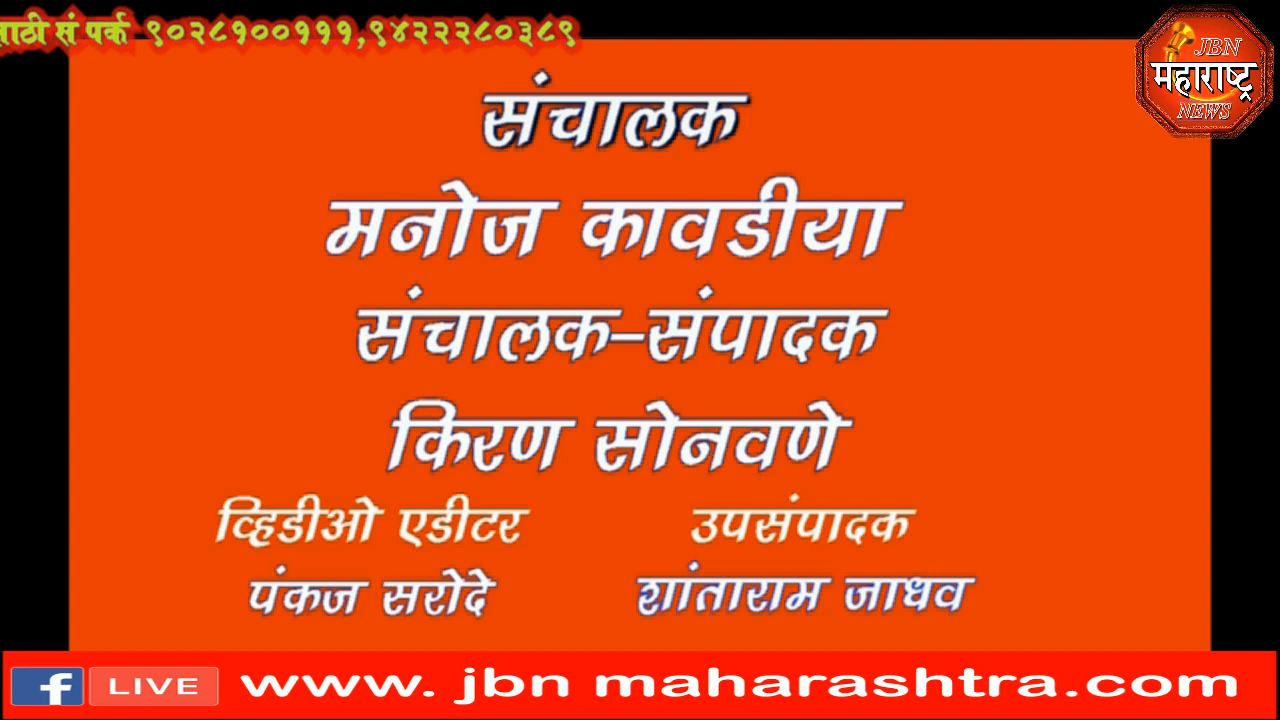 साठी संपर्क ९०२८१००१११,९४२२२८०३८९
JBN
महाराष्ट्र
NEWS
संचालक
मनोज कावडीया
संचालक-संपादक
किरण सोनवणे
व्हिडीओ एडीटर उपसंपादक
पंकज सरोदे शांताराम जाधव
f LIVE www. jbn maharashtra.com